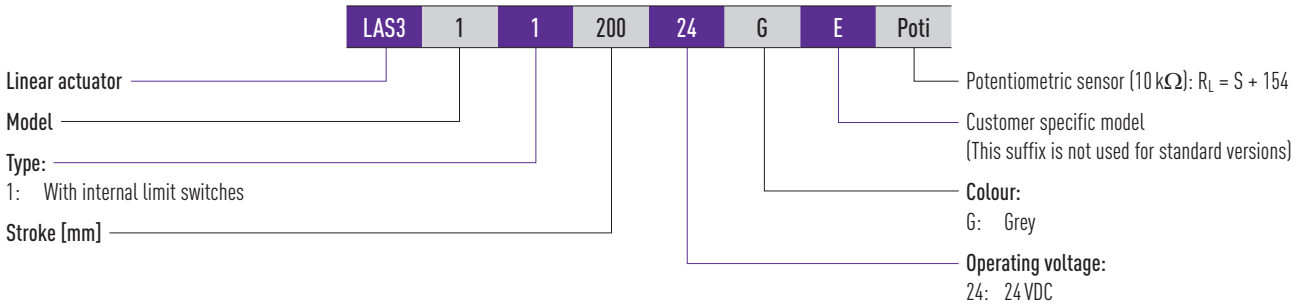 LAS3 1 1 200 24 G E Poti
Linear actuator
Model
Type:
1: With internal limit switches
Stroke [mm]
Potentiometric sensor (10 kΩ): R_L = S + 154
Customer specific model
(This suffix is not used for standard versions)
Colour:
G: Grey
Operating voltage:
24: 24 VDC